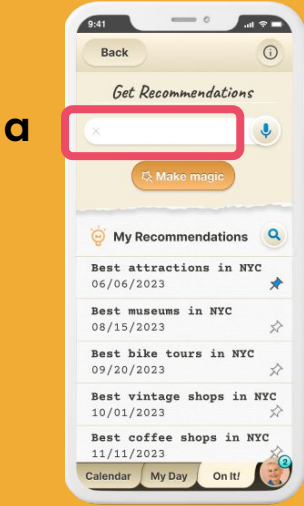 9:41
Back
Get Recommendations
a
Make magic
My Recommendations
Best attractions in NYC
06/06/2023
Best museums in NYC
08/15/2023
Best bike tours in NYC
09/20/2023
Best vintage shops in NYC
10/01/2023
Best coffee shops in NYC
11/11/2023
Calendar My Day On It! 2